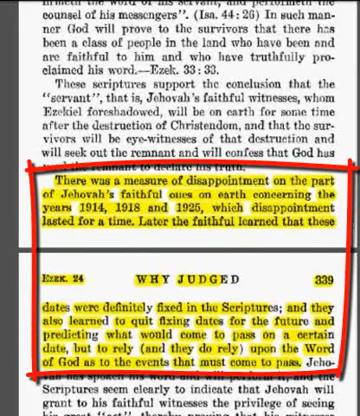 counsel of his messengers". (Isa. 44:26) In such man-
ner God will prove to the survivors that there has
been a class of people in the land who have been and
are faithful to him and who have truthfully pro-
claimed his word.—Ezek. 33:33.
These scriptures support the conclusion that the
"servant", that is, Jehovah's faithful witnesses, whom
Ezekiel foreshadowed, will be on earth for some time
after the destruction of Christendom, and that the sur-
vivors will be eye-witnesses of that destruction and
will seek out the remnant and will confess that God has
the remnant to declare his truth.
There was a measure of disappointment on the part
of Jehovah's faithful ones on earth concerning the
years 1914, 1918 and 1925, which disappointment
lasted for a time. Later the faithful learned that these
EZEK. 24 WHY JUDGED 339
dates were definitely fixed in the Scriptures; and they
also learned to quit fixing dates for the future and
predicting what would come to pass on a certain
date, but to rely (and they do rely) upon the Word
of God as to the events that must come to pass. Jeho-
Scriptures seem clearly to indicate that Jehovah will
grant to his faithful witnesses the privilege of seeing